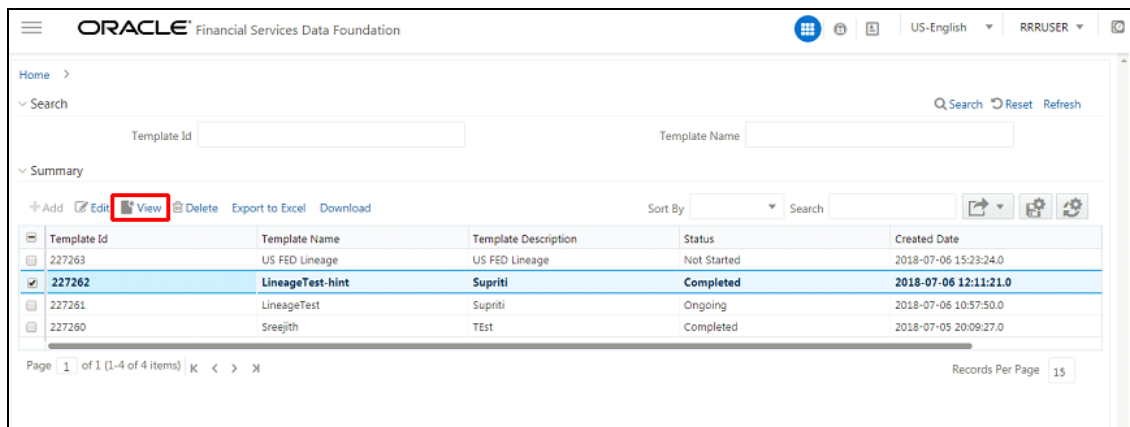 ORACLE® Financial Services Data Foundation US-English RRRUSER
Home >
Search Search Reset Refresh
Template Id Template Name
Summary
Add Edit View Delete Export to Excel Download Sort By Search
Template Id Template Name Template Description Status Created Date
227263 US FED Lineage US FED Lineage Not Started 2018-07-06 15:23:24.0
227262 LineageTest-hint Supriti Completed 2018-07-06 12:11:21.0
227261 LineageTest Supriti Ongoing 2018-07-06 10:57:50.0
227260 Sreejith TEst Completed 2018-07-05 20:09:27.0
Page 1 of 1 (1-4 of 4 items) Records Per Page 15